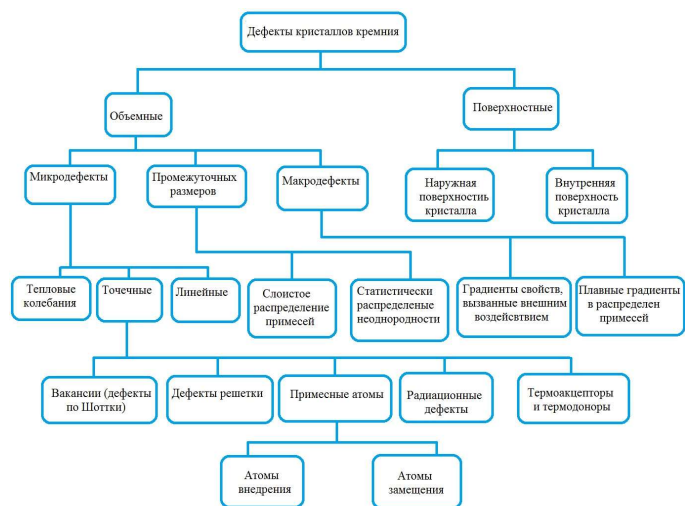 Дефекты кристаллов кремния
Объемные
Поверхностные
Микродефекты
Промежуточных
размеров
Макродефекты
Наружная
поверхностиь
кристалла
Внутренняя
поверхность
кристалла
Тепловые
колебания
Точечные
Линейные
Слоистое
распределение
примесей
Статистически
распределеные
неоднородности
Градиенты свойств,
вызванные внешним
воздейсвтвием
Плавные градиенты
в распределен
примесей
Вакансии (дефекты
по Шоттки)
Дефекты решетки
Примесные атомы
Радиационные
дефекты
Термоакцепторы
и термодоноры
Атомы
внедрения
Атомы
замещения